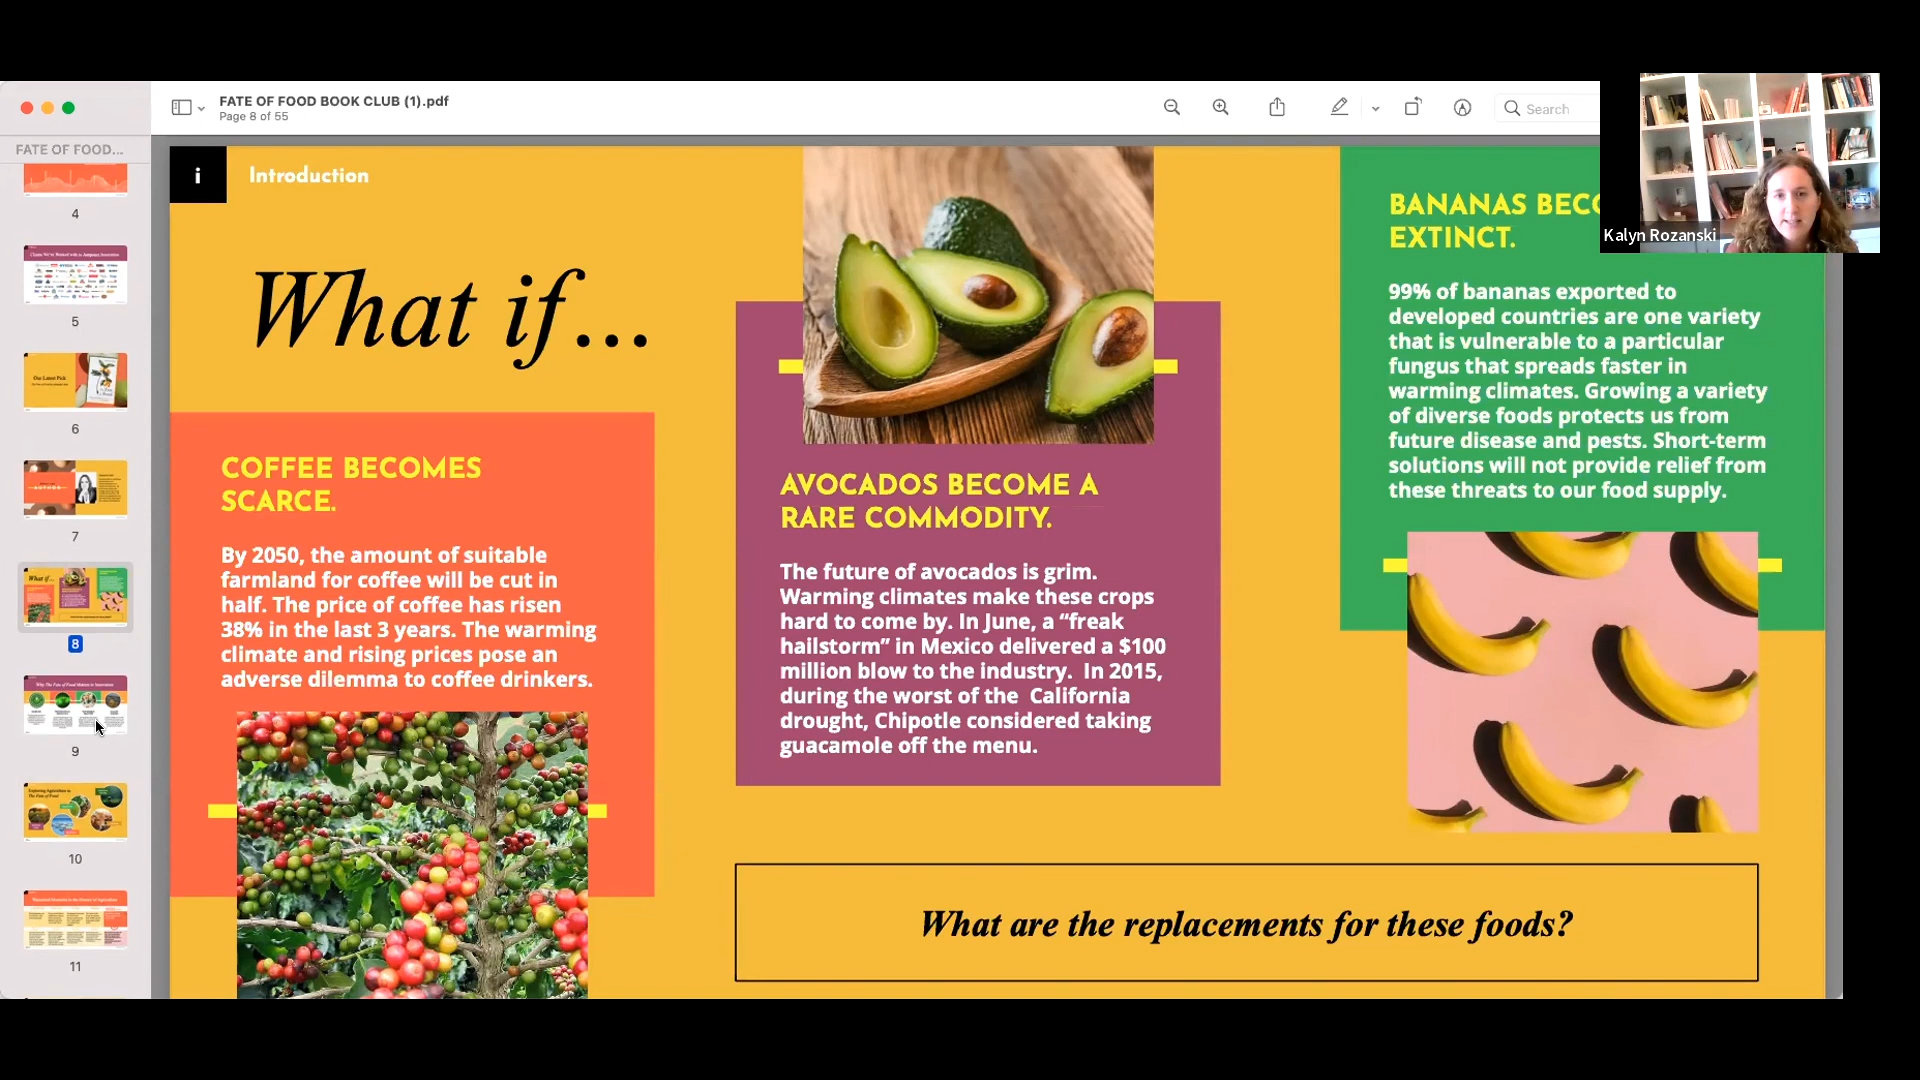 FATE OF FOOD BOOK CLUB (1).pdf
Page 8 of 55
Search
FATE OF FOOD...
4
5
6
7
8
9
10
11
i
Introduction
What if...
COFFEE BECOMES
SCARCE.
By 2050, the amount of suitable
farmland for coffee will be cut in
half. The price of coffee has risen
38% in the last 3 years. The warming
climate and rising prices pose an
adverse dilemma to coffee drinkers.
AVOCADOS BECOME A
RARE COMMODITY.
The future of avocados is grim.
Warming climates make these crops
hard to come by. In June, a “freak
hailstorm” in Mexico delivered a $100
million blow to the industry.  In 2015,
during the worst of the  California
drought, Chipotle considered taking
guacamole off the menu.
BANANAS BECO
EXTINCT.
99% of bananas exported to
developed countries are one variety
that is vulnerable to a particular
fungus that spreads faster in
warming climates. Growing a variety
of diverse foods protects us from
future disease and pests. Short-term
solutions will not provide relief from
these threats to our food supply.
What are the replacements for these foods?
Kalyn Rozanski